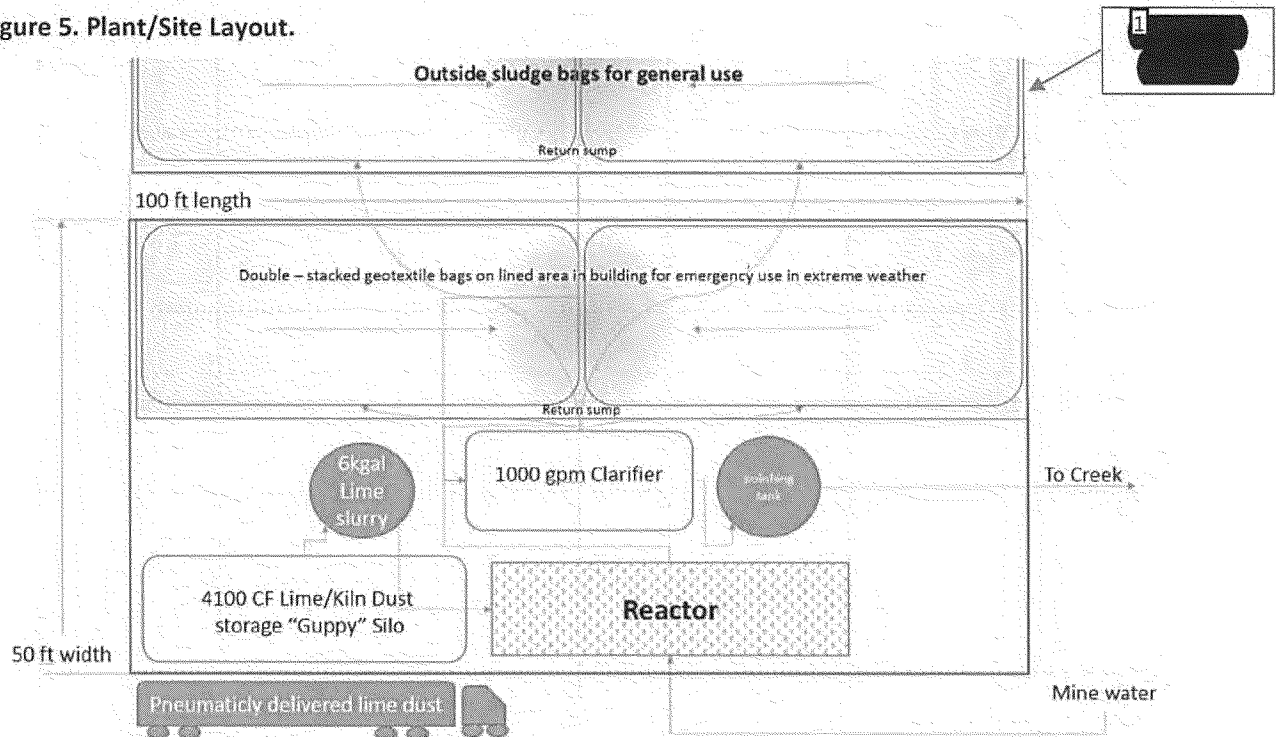 gure 5. Plant/Site Layout.
1
Outside sludge bags for general use
Return sump
100 ft length
Double – stacked geotextile bags on lined area in building for emergency use in extreme weather
Return sump
6kgal
Lime
slurry
1000 gpm Clarifier
polishing
tank
To Creek
4100 CF Lime/Kiln Dust
storage “Guppy” Silo
Reactor
50 ft width
Pneumaticly delivered lime dust
Mine water